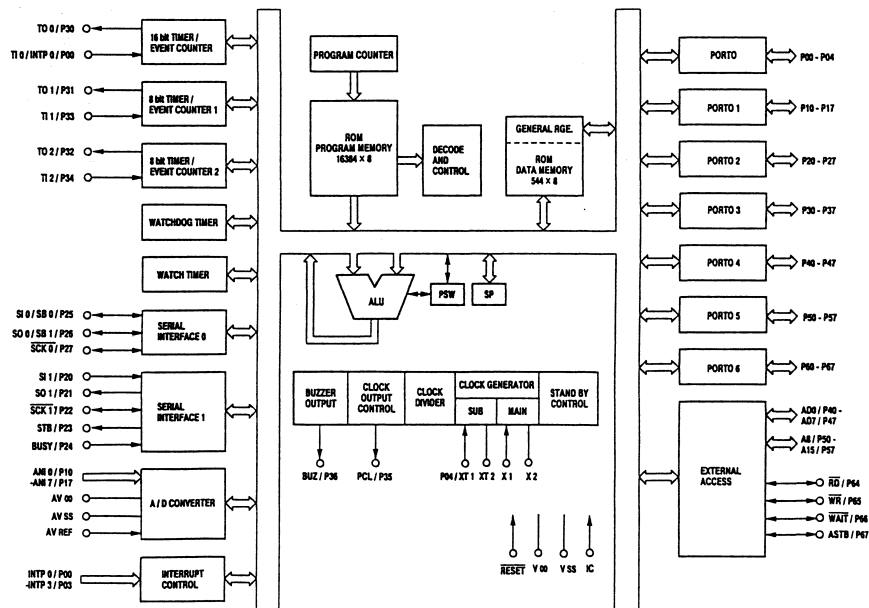 TO 0 / P30
TI 0 / INTP 0 / P00
16 bit TIMER /
EVENT COUNTER
TO 1 / P31
TI 1 / P33
8 bit TIMER /
EVENT COUNTER 1
TO 2 / P32
TI 2 / P34
8 bit TIMER /
EVENT COUNTER 2
WATCHDOG TIMER
WATCH TIMER
SI 0 / SB 0 / P25
SO 0 / SB 1 / P26
SCK 0 / P27
SERIAL
INTERFACE 0
SI 1 / P20
SO 1 / P21
SCK 1 / P22
STB / P23
BUSY / P24
SERIAL
INTERFACE 1
ANI 0 / P10
-ANI 7 / P17
AV 00
AV SS
AV REF
A / D CONVERTER
INTP 0 / P00
-INTP 3 / P03
INTERRUPT
CONTROL
PROGRAM COUNTER
ROM
PROGRAM MEMORY
16384 × 8
DECODE
AND
CONTROL
GENERAL RGE.
ROM
DATA MEMORY
544 × 8
ALU
PSW
SP
BUZZER
OUTPUT
CLOCK
OUTPUT
CONTROL
CLOCK
DIVIDER
CLOCK GENERATOR
SUB
MAIN
STAND BY
CONTROL
BUZ / P36
PCL / P35
P04 / XT 1
XT 2
X 1
X 2
RESET
V 00
V SS
IC
PORTO
P00 - P04
PORTO 1
P10 - P17
PORTO 2
P20 - P27
PORTO 3
P30 - P37
PORTO 4
P40 - P47
PORTO 5
P50 - P57
PORTO 6
P60 - P67
EXTERNAL
ACCESS
AD0 / P40 -
AD7 / P47
A8 / P50 -
A15 / P57
RD / P64
WR / P65
WAIT / P66
ASTB / P67